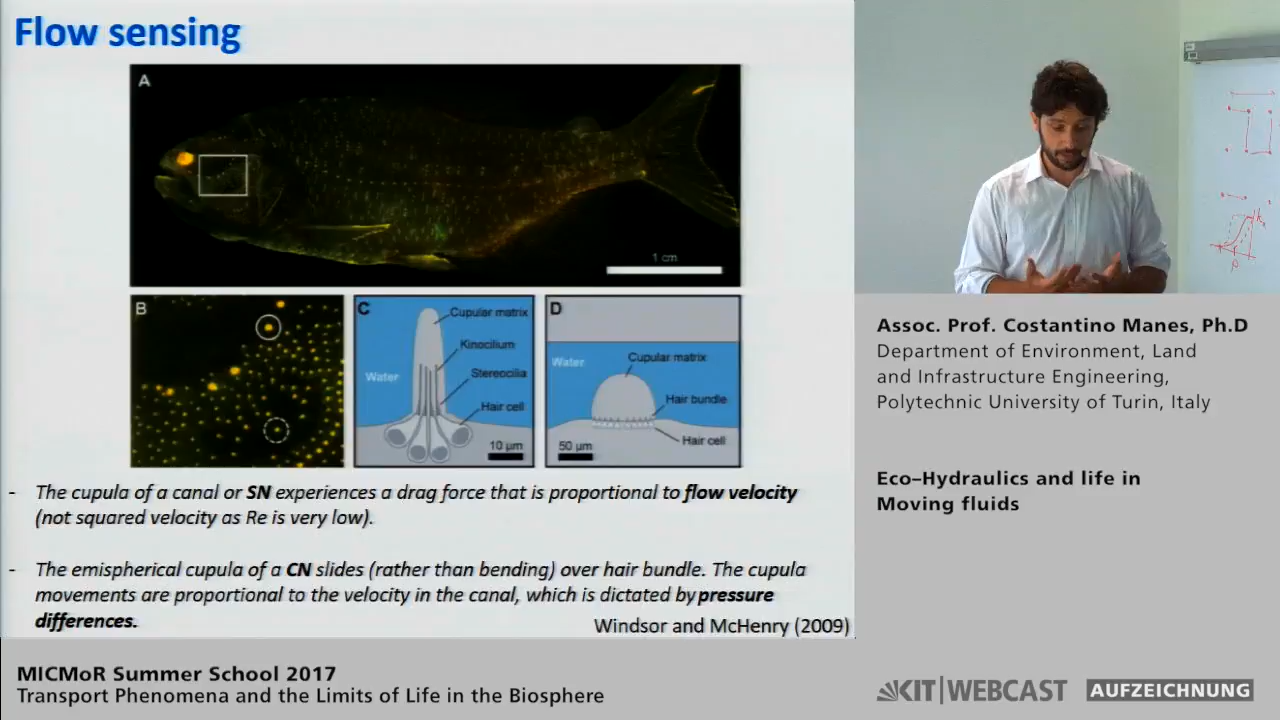 Flow sensing
A
1 cm
B
C
Cupular matrix
Kinocilium
Stereocilia
Hair cell
Water
10 µm
D
Water
Cupular matrix
Hair bundle
Hair cell
50 µm
- The cupula of a canal or SN experiences a drag force that is proportional to flow velocity
(not squared velocity as Re is very low).
- The emispherical cupula of a CN slides (rather than bending) over hair bundle. The cupula
movements are proportional to the velocity in the canal, which is dictated by pressure
differences.
Windsor and McHenry (2009)
Assoc. Prof. Costantino Manes, Ph.D
Department of Environment, Land
and Infrastructure Engineering,
Polytechnic University of Turin, Italy
Eco–Hydraulics and life in
Moving fluids
MICMoR Summer School 2017
Transport Phenomena and the Limits of Life in the Biosphere
KIT|WEBCAST
AUFZEICHNUNG